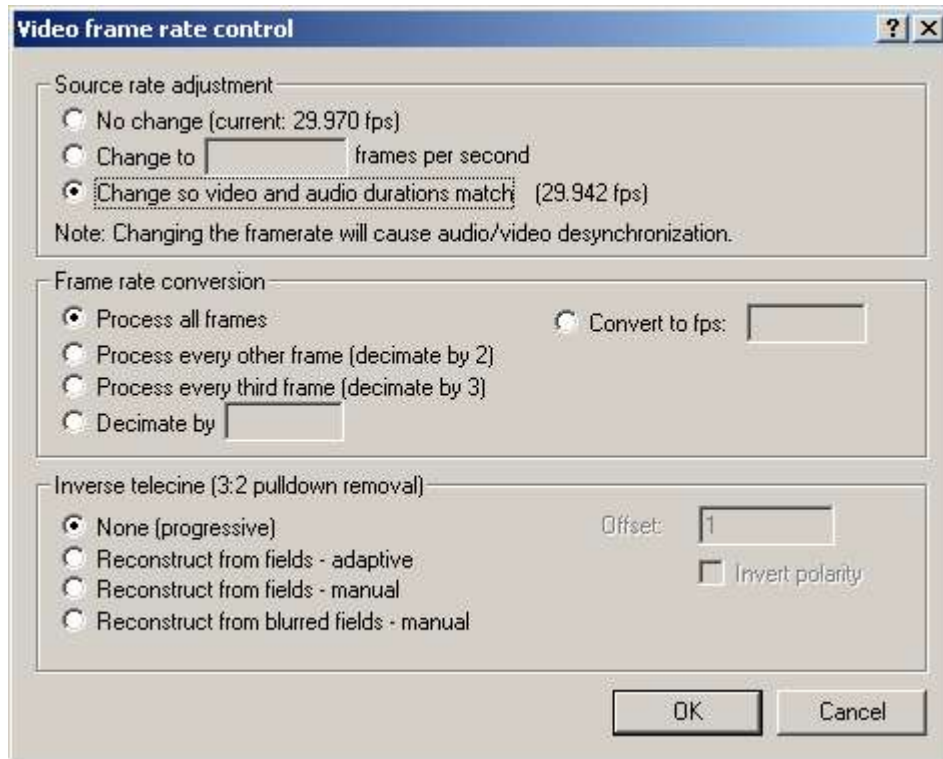 Video frame rate control
Source rate adjustment
No change (current: 29.970 fps)
Change to frames per second
Change so video and audio durations match (29.942 fps)
Note: Changing the framerate will cause audio/video desynchronization.
Frame rate conversion
Process all frames Convert to fps:
Process every other frame (decimate by 2)
Process every third frame (decimate by 3)
Decimate by
Inverse telecine (3:2 pulldown removal)
None (progressive) Offset: 1
Reconstruct from fields - adaptive Invert polarity
Reconstruct from fields - manual
Reconstruct from blurred fields - manual
OK Cancel